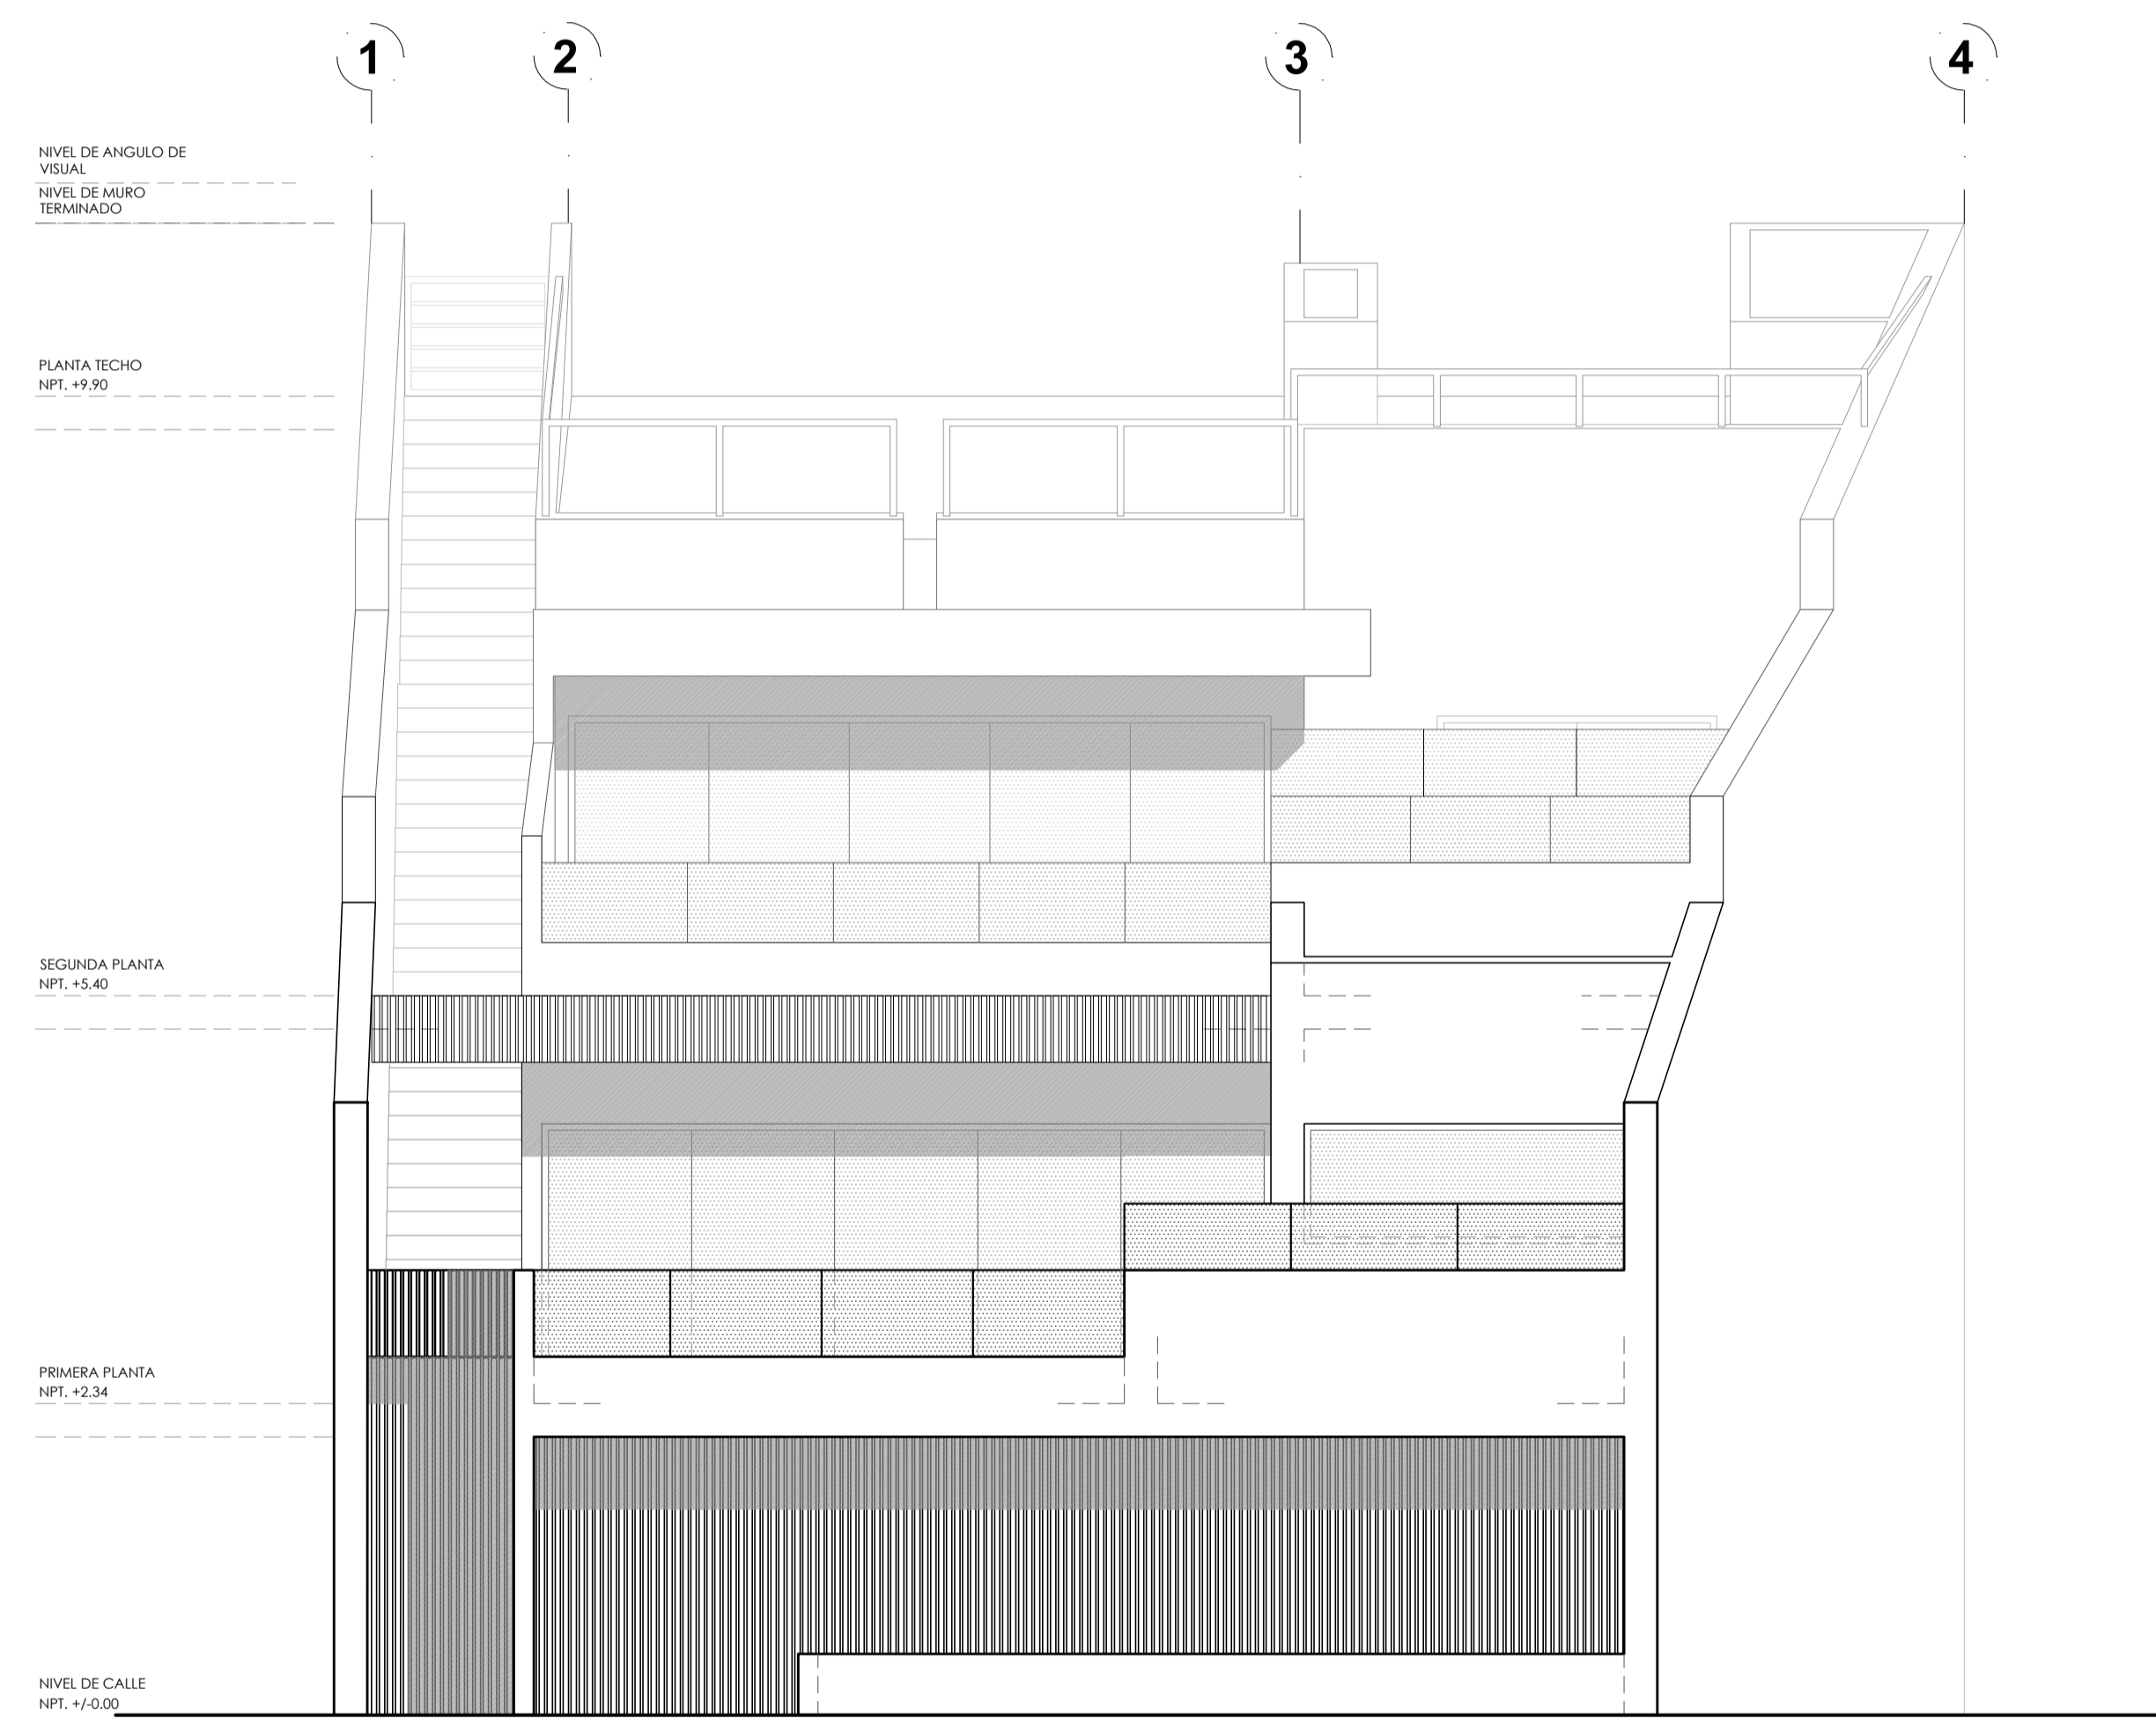 1 2 3 4
NIVEL DE ANGULO DE
VISUAL
NIVEL DE MURO
TERMINADO
PLANTA TECHO
NPT. +9.90
SEGUNDA PLANTA
NPT. +5.40
PRIMERA PLANTA
NPT. +2.34
NIVEL DE CALLE
NPT. +/-0.00